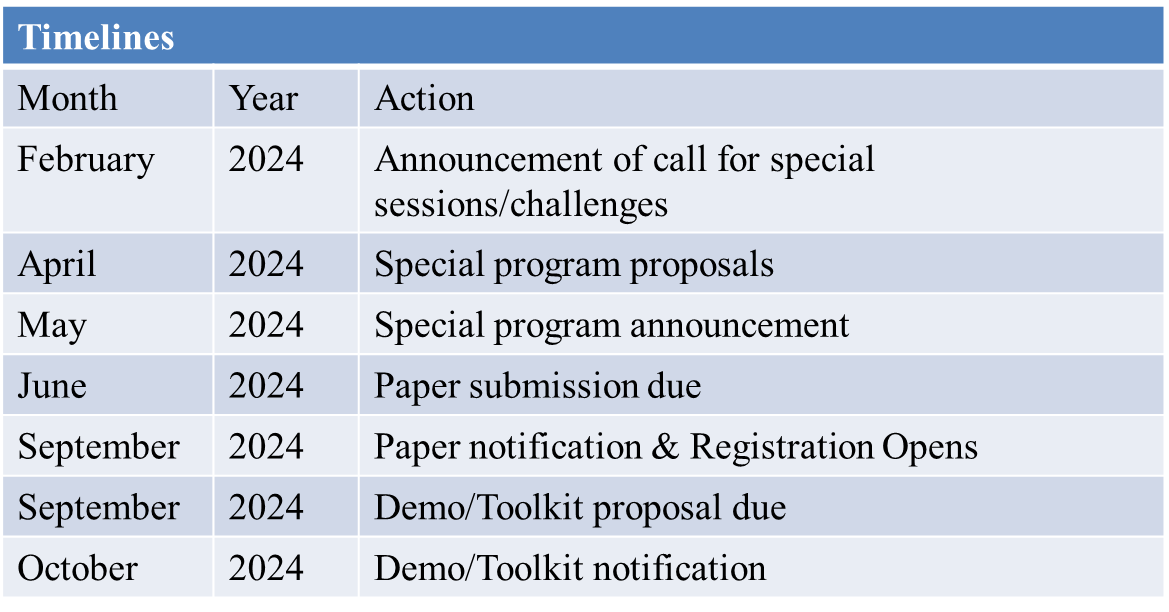 Timelines
Month Year Action
February 2024 Announcement of call for special
sessions/challenges
April 2024 Special program proposals
May 2024 Special program announcement
June 2024 Paper submission due
September 2024 Paper notification & Registration Opens
September 2024 Demo/Toolkit proposal due
October 2024 Demo/Toolkit notification